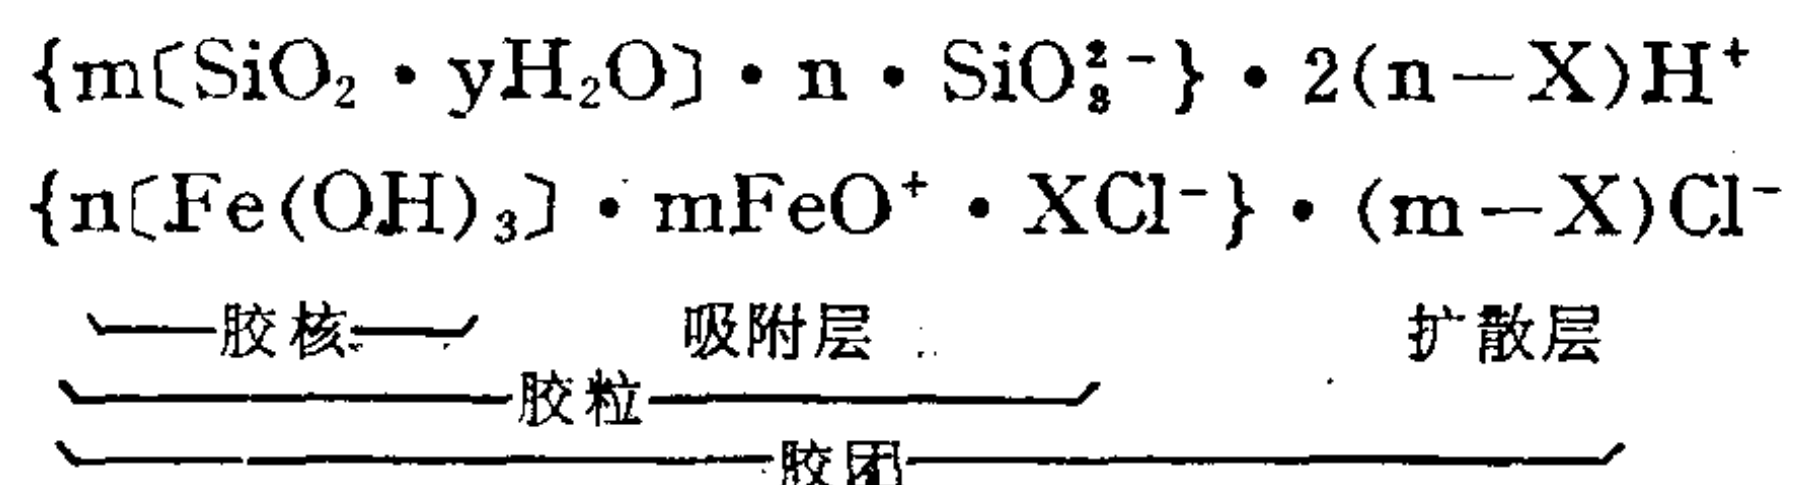 {m〔SiO₂·yH₂O〕·n·SiO₃²⁻}·2(n－X)H⁺
{n〔Fe(OH)₃〕·mFeO⁺·XCl⁻}·(m－X)Cl⁻
胶核 吸附层 扩散层
胶粒
胶团